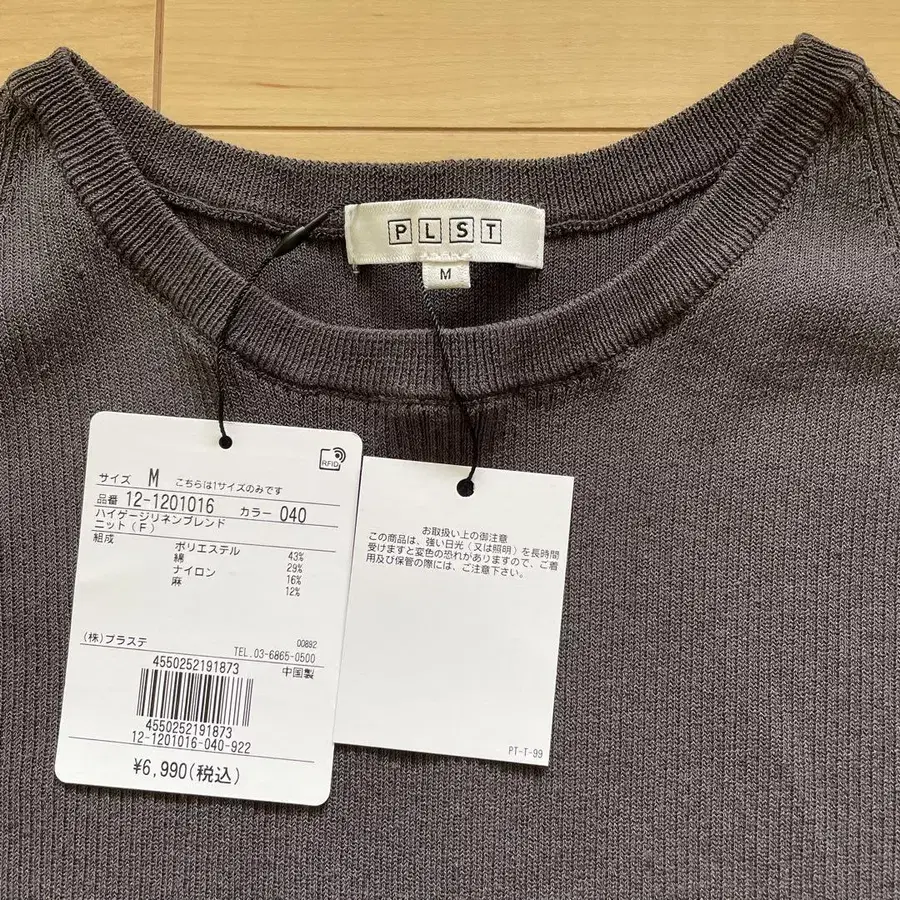 PLST
M
RFID
サイズ M こちらは1サイズのみです
品番 12-1201016 カラー 040
ハイゲージリネンブレンド
ニット(F)
組成 ポリエステル 43%
綿 29%
ナイロン 16%
麻 12%
(株)プラステ 00892
TEL.03-6865-0500
4550252191873 中国製
4550252191873
12-1201016-040-922
¥6,990(税込)
お取扱い上の御注意
この商品は、強い日光(又は照明)を長時間
受けますと変色の恐れがありますので、ご着
用及び保管の際には、ご注意下さい。
PT-T-99